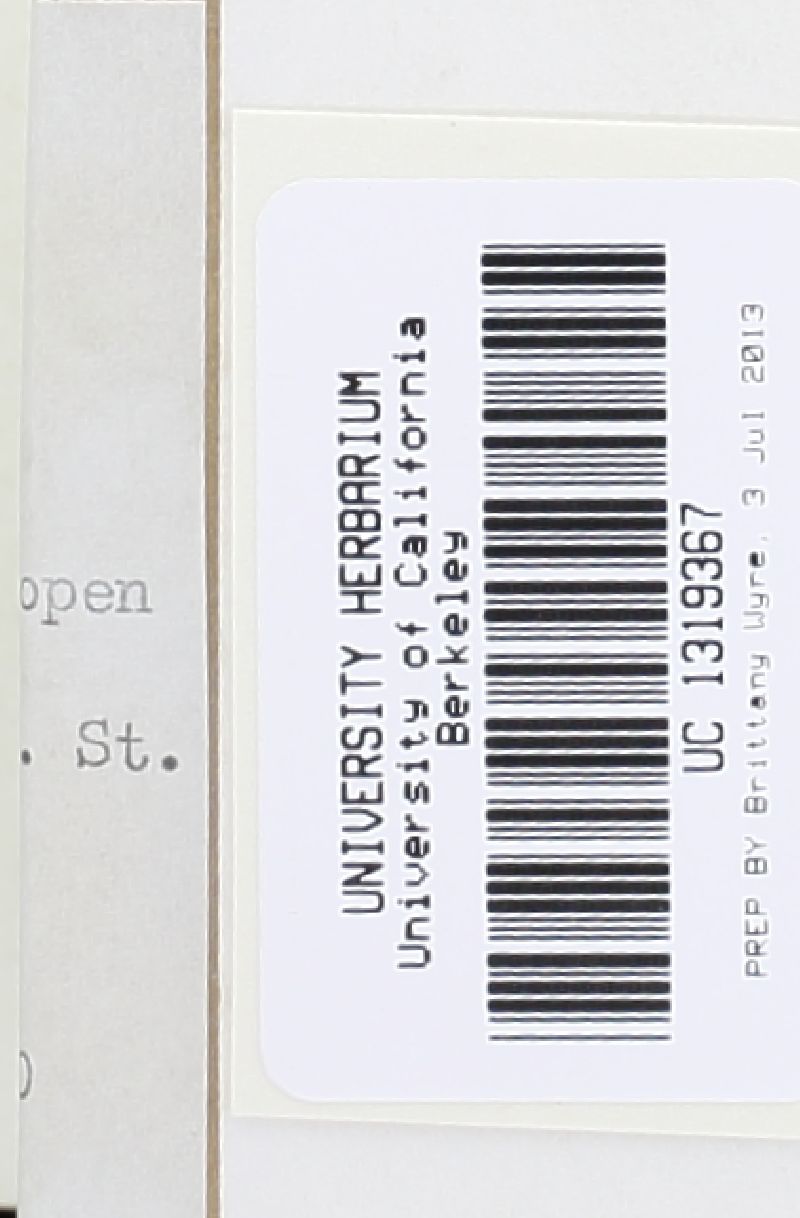 open
. St.
UNIVERSITY HERBARIUM
University of California
Berkeley
UC 1319367
PREP BY Brittany Wyre, 3 Jul 2013